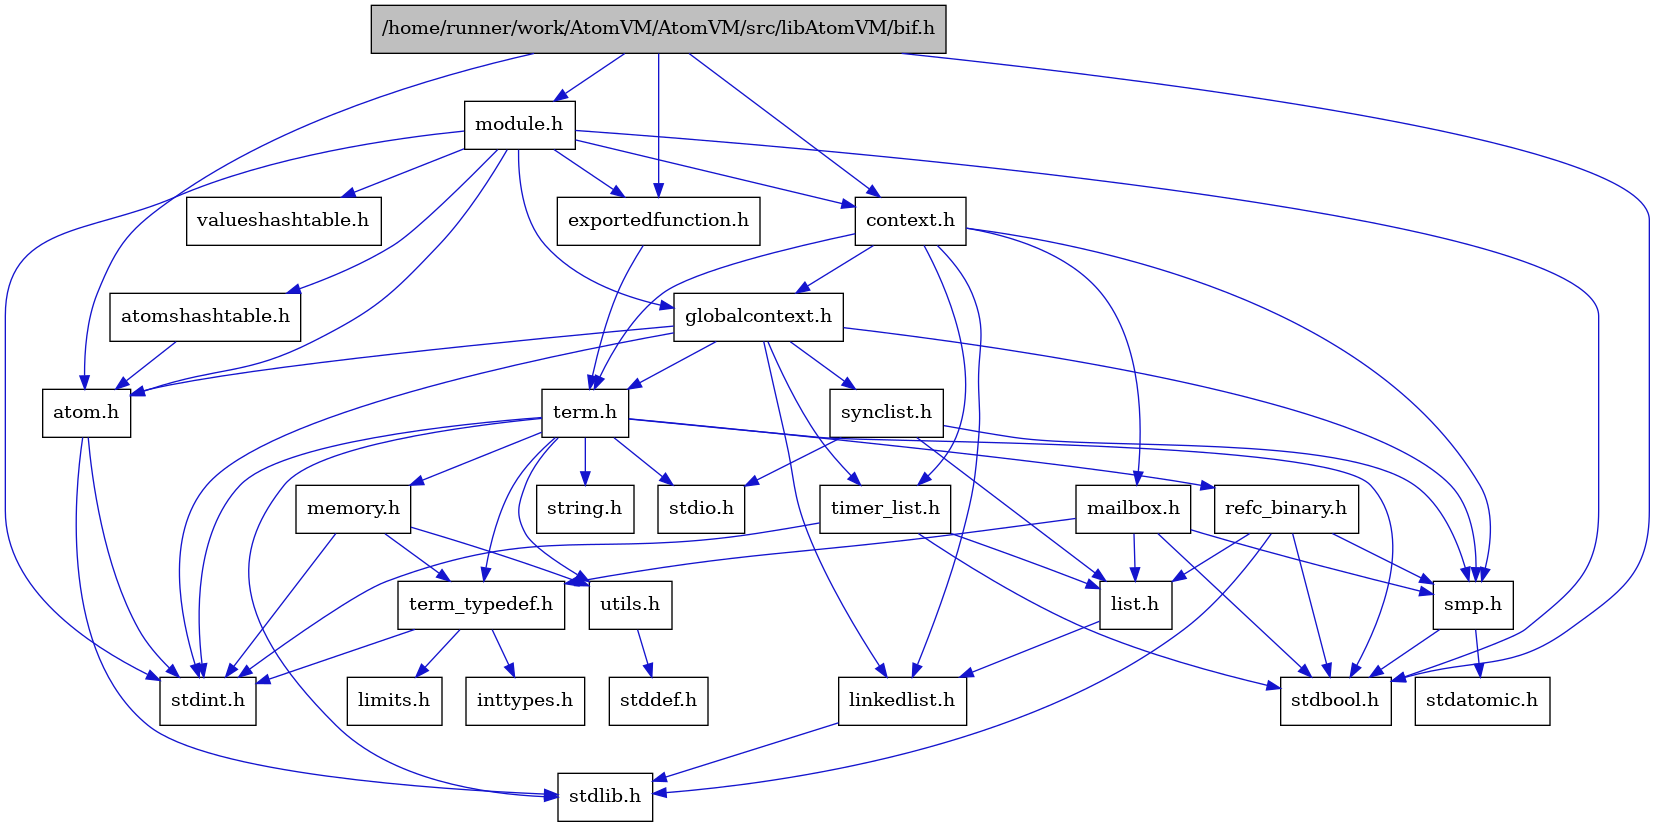 /home/runner/work/AtomVM/AtomVM/src/libAtomVM/bif.h
module.h
valueshashtable.h
exportedfunction.h
context.h
atomshashtable.h
globalcontext.h
atom.h
term.h
synclist.h
memory.h
string.h
stdio.h
timer_list.h
mailbox.h
refc_binary.h
term_typedef.h
utils.h
list.h
smp.h
stdint.h
limits.h
inttypes.h
stddef.h
linkedlist.h
stdbool.h
stdatomic.h
stdlib.h